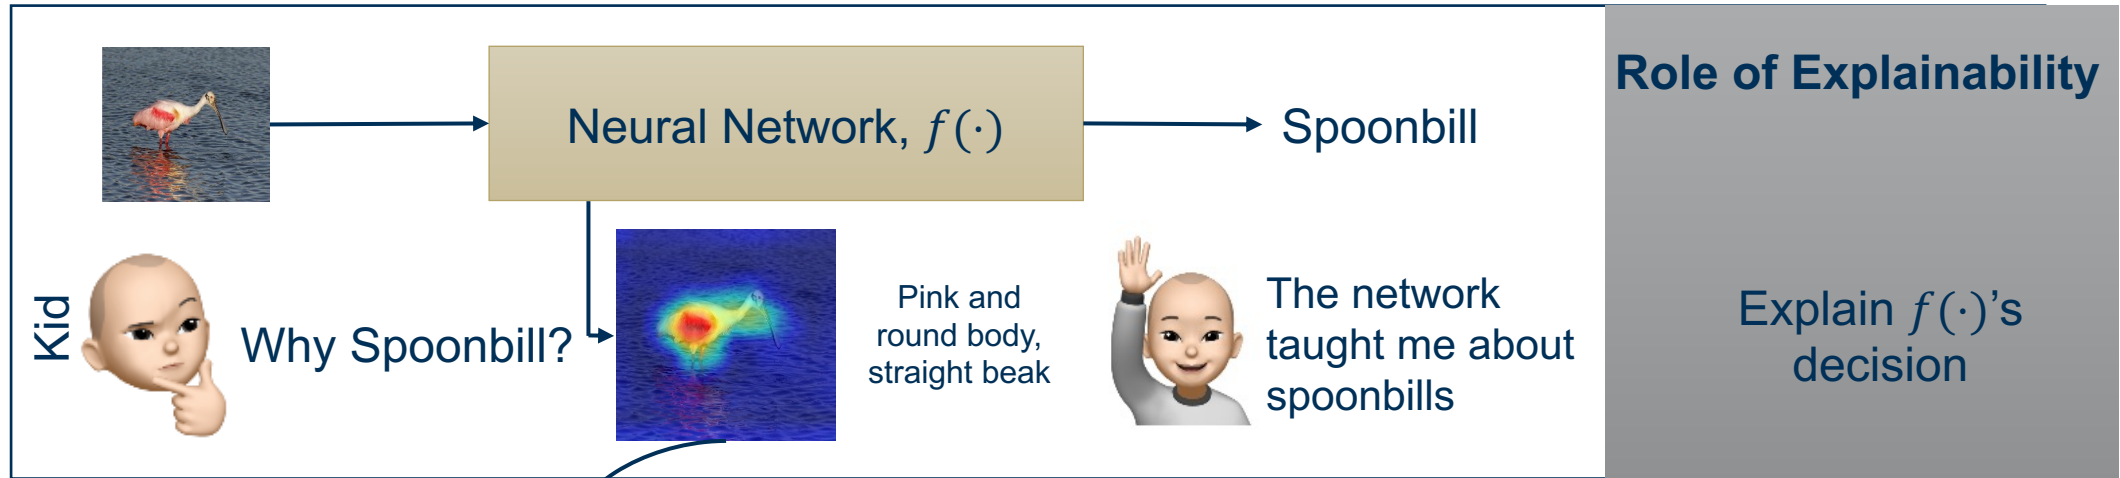 Neural Network, f(·)
Spoonbill
Role of Explainability
Kid
Why Spoonbill?
Pink and
round body,
straight beak
The network
taught me about
spoonbills
Explain f(·)’s
decision